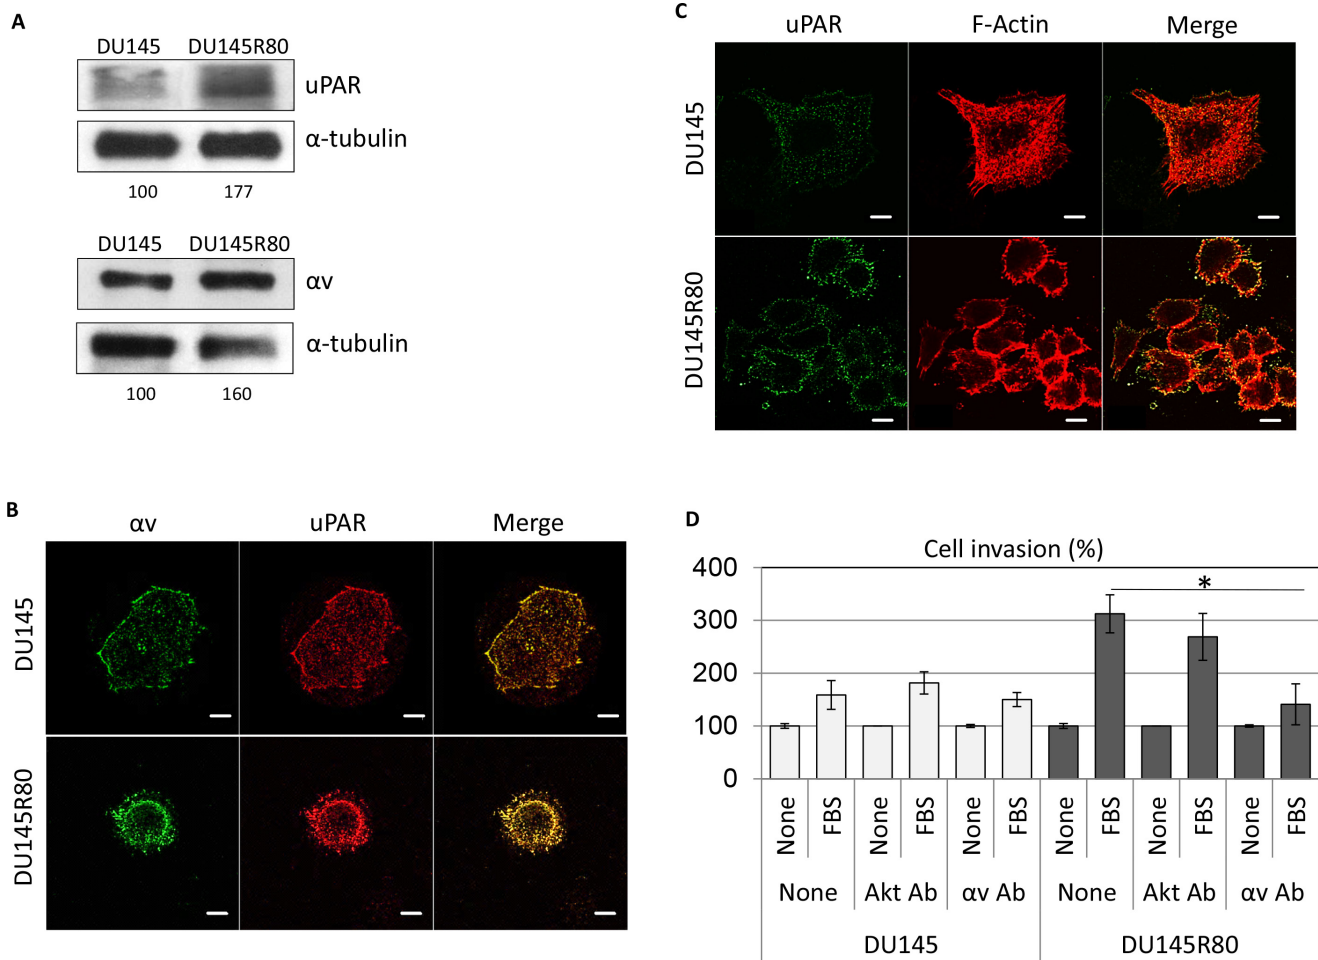 A
DU145 DU145R80
uPAR
α-tubulin
100 177
DU145 DU145R80
αv
α-tubulin
100 160
B
αv uPAR Merge
DU145
DU145R80
C
uPAR F-Actin Merge
DU145
DU145R80
D
Cell invasion (%)
400
300
200
100
0
*
None FBS None FBS None FBS None FBS None FBS None FBS
None Akt Ab αv Ab None Akt Ab αv Ab
DU145 DU145R80